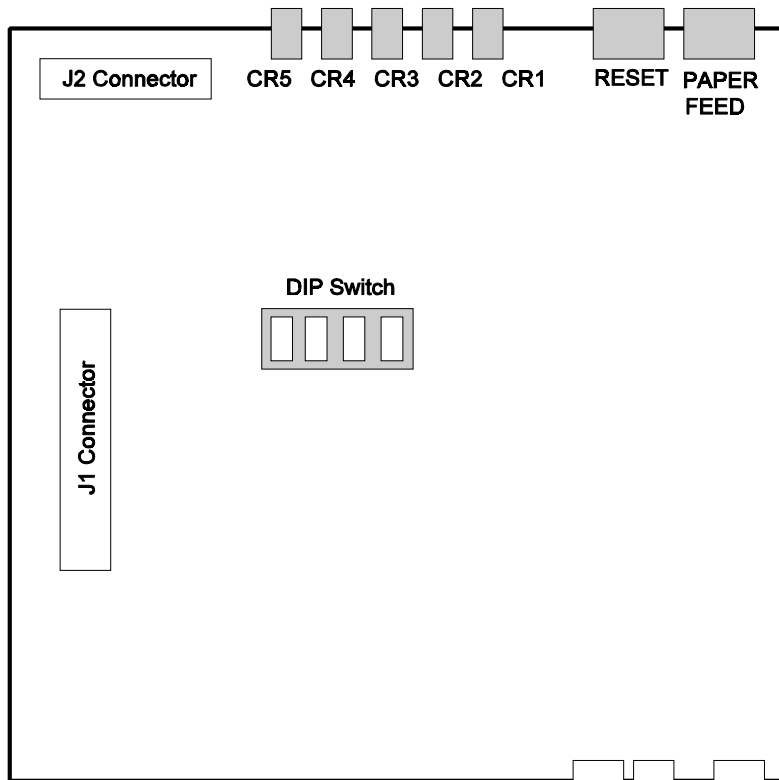 J2 Connector CR5 CR4 CR3 CR2 CR1 RESET PAPER
FEED
DIP Switch
J1 Connector